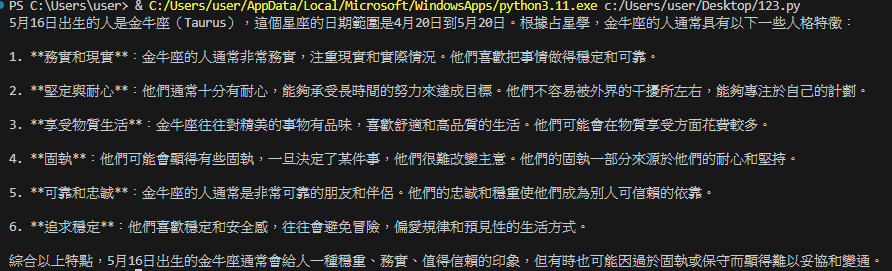 PS C:\Users\user> & C:/Users/user/AppData/Local/Microsoft/WindowsApps/python3.11.exe c:/Users/user/Desktop/123.py
5月16日出生的人是金牛座（Taurus），這個星座的日期範圍是4月20日到5月20日。根據占星學，金牛座的人通常具有以下一些人格特徵：
1. **務實和現實**：金牛座的人通常非常務實，注重現實和實際情況。他們喜歡把事情做得穩定和可靠。
2. **堅定與耐心**：他們通常十分有耐心，能夠承受長時間的努力來達成目標。他們不容易被外界的干擾所左右，能夠專注於自己的計劃。
3. **享受物質生活**：金牛座往往對精美的事物有品味，喜歡舒適和高品質的生活。他們可能會在物質享受方面花費較多。
4. **固執**：他們可能會顯得有些固執，一旦決定了某件事，他們很難改變主意。他們的固執一部分來源於他們的耐心和堅持。
5. **可靠和忠誠**：金牛座的人通常是非常可靠的朋友和伴侶。他們的忠誠和穩重使他們成為別人可信賴的依靠。
6. **追求穩定**：他們喜歡穩定和安全感，往往會避免冒險，偏愛規律和預見性的生活方式。
綜合以上特點，5月16日出生的金牛座通常會給人一種穩重、務實、值得信賴的印象，但有時也可能因過於固執或保守而顯得難以妥協和變通。